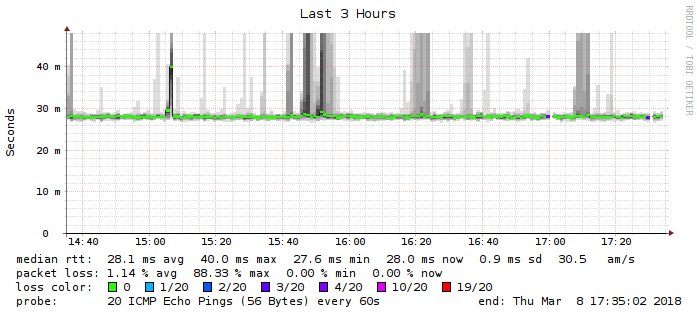 Last 3 Hours
RRDTOOL / TOBI OETIKER
Seconds
40 m
30 m
20 m
10 m
0
14:40 15:00 15:20 15:40 16:00 16:20 16:40 17:00 17:20
median rtt: 28.1 ms avg 40.0 ms max 27.6 ms min 28.0 ms now 0.9 ms sd 30.5 am/s
packet loss: 1.14 % avg 88.33 % max 0.00 % min 0.00 % now
loss color: 0 1/20 2/20 3/20 4/20 10/20 19/20
probe: 20 ICMP Echo Pings (56 Bytes) every 60s end: Thu Mar 8 17:35:02 2018